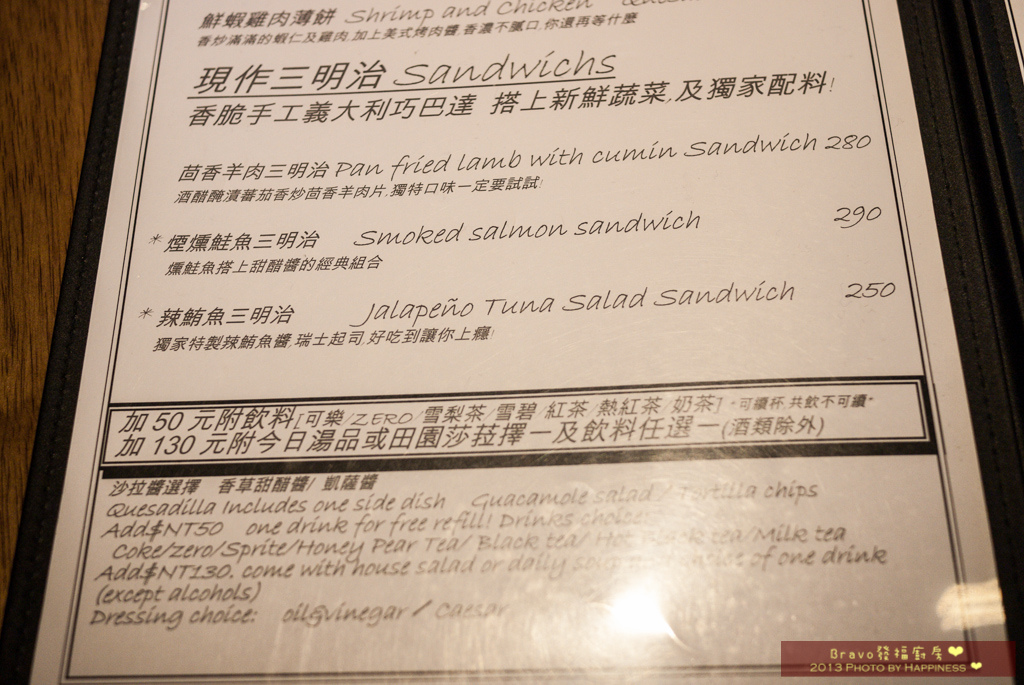 鮮蝦雞肉薄餅 Shrimp and Chicken
香炒滿滿的蝦仁及雞肉,加上美式烤肉醬,香濃不膩口,你還再等什麼
現作三明治 Sandwichs
香脆手工義大利巧巴達 搭上新鮮蔬菜,及獨家配料!
茴香羊肉三明治 Pan fried lamb with cumin Sandwich 280
酒醋醃漬蕃茄香炒茴香羊肉片,獨特口味一定要試試!
*煙燻鮭魚三明治 Smoked salmon sandwich 290
燻鮭魚搭上甜醋醬的經典組合
*辣鮪魚三明治 Jalapeño Tuna Salad Sandwich 250
獨家特製辣鮪魚醬,瑞士起司,好吃到讓你上癮!
加 50 元附飲料[可樂/ZERO/雪梨茶/雪碧/紅茶/熱紅茶/奶茶] "可續杯,共飲不可續"
加 130 元附今日湯品或田園莎菈擇一及飲料任選一(酒類除外)
沙拉醬選擇 香草甜醋醬/ 凱薩醬
Quesadilla Includes one side dish Guacamole salad / Tortilla chips
Add$NT50 one drink for free refill! Drinks choice:
Coke/zero/Sprite/Honey Pear Tea/ Black tea/ Hot Black tea/Milk tea
Add$NT130. come with house salad or daily soup choice of one drink
(except alcohols)
Dressing choice: oil&vinegar / Caesar
Bravo發福廚房❤
2013 Photo by Happiness ❤